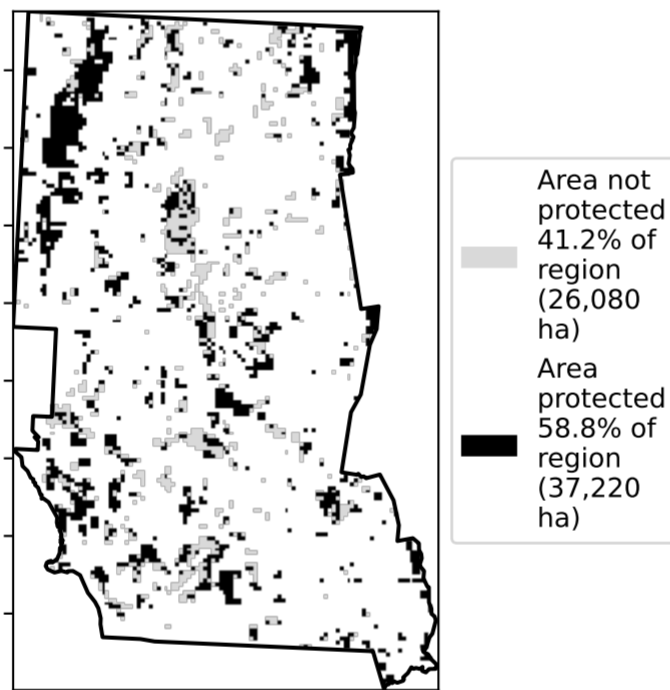 Area not
protected
41.2% of
region
(26,080
ha)
Area
protected
58.8% of
region
(37,220
ha)